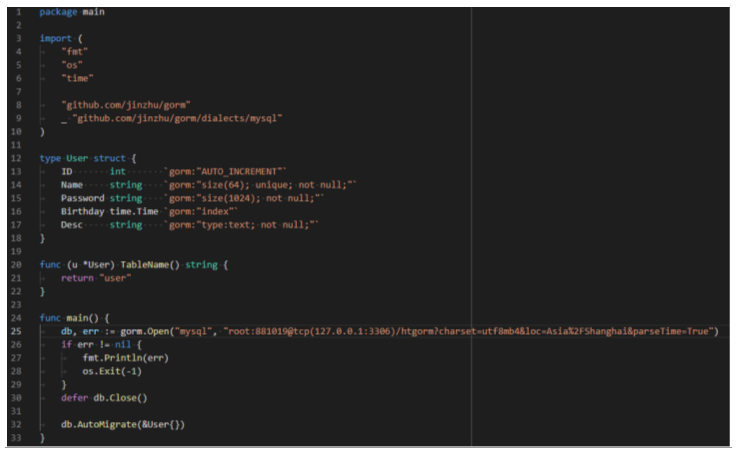 1 package main
2
3 import (
4 "fmt"
5 "os"
6 "time"
7
8 "github.com/jinzhu/gorm"
9 _ "github.com/jinzhu/gorm/dialects/mysql"
10 )
11
12 type User struct {
13 ID int `gorm:"AUTO_INCREMENT"`
14 Name string `gorm:"size(64); unique; not null;"`
15 Password string `gorm:"size(1024); not null;"`
16 Birthday time.Time `gorm:"index"`
17 Desc string `gorm:"type:text; not null;"`
18 }
19
20 func (u *User) TableName() string {
21 return "user"
22 }
23
24 func main() {
25 db, err := gorm.Open("mysql", "root:881019@tcp(127.0.0.1:3306)/htgorm?charset=utf8mb4&loc=Asia%2FShanghai&parseTime=True")
26 if err != nil {
27 fmt.Println(err)
28 os.Exit(-1)
29 }
30 defer db.Close()
31
32 db.AutoMigrate(&User{})
33 }